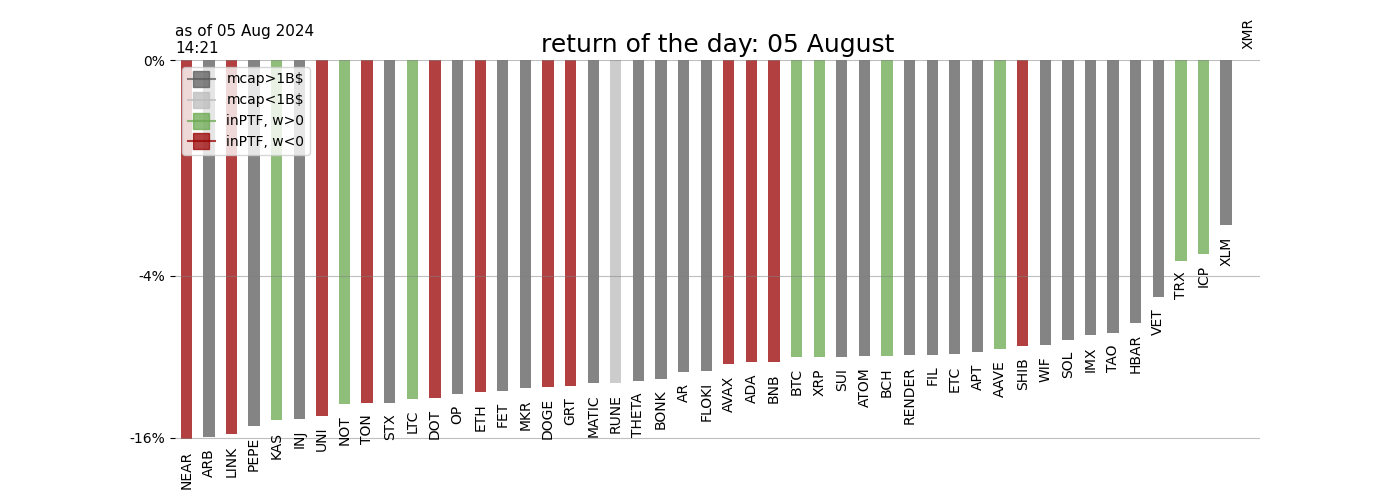 as of 05 Aug 2024
14:21
return of the day: 05 August
XMR
0%
mcap>1B$
mcap<1B$
inPTF, w>0
inPTF, w<0
-4%
-16%
NEAR
ARB
LINK
PEPE
KAS
INJ
UNI
NOT
TON
STX
LTC
DOT
OP
ETH
FET
MKR
DOGE
GRT
MATIC
RUNE
THETA
BONK
AR
FLOKI
AVAX
ADA
BNB
BTC
XRP
SUI
ATOM
BCH
RENDER
FIL
ETC
APT
AAVE
SHIB
WIF
SOL
IMX
TAO
HBAR
VET
TRX
ICP
XLM